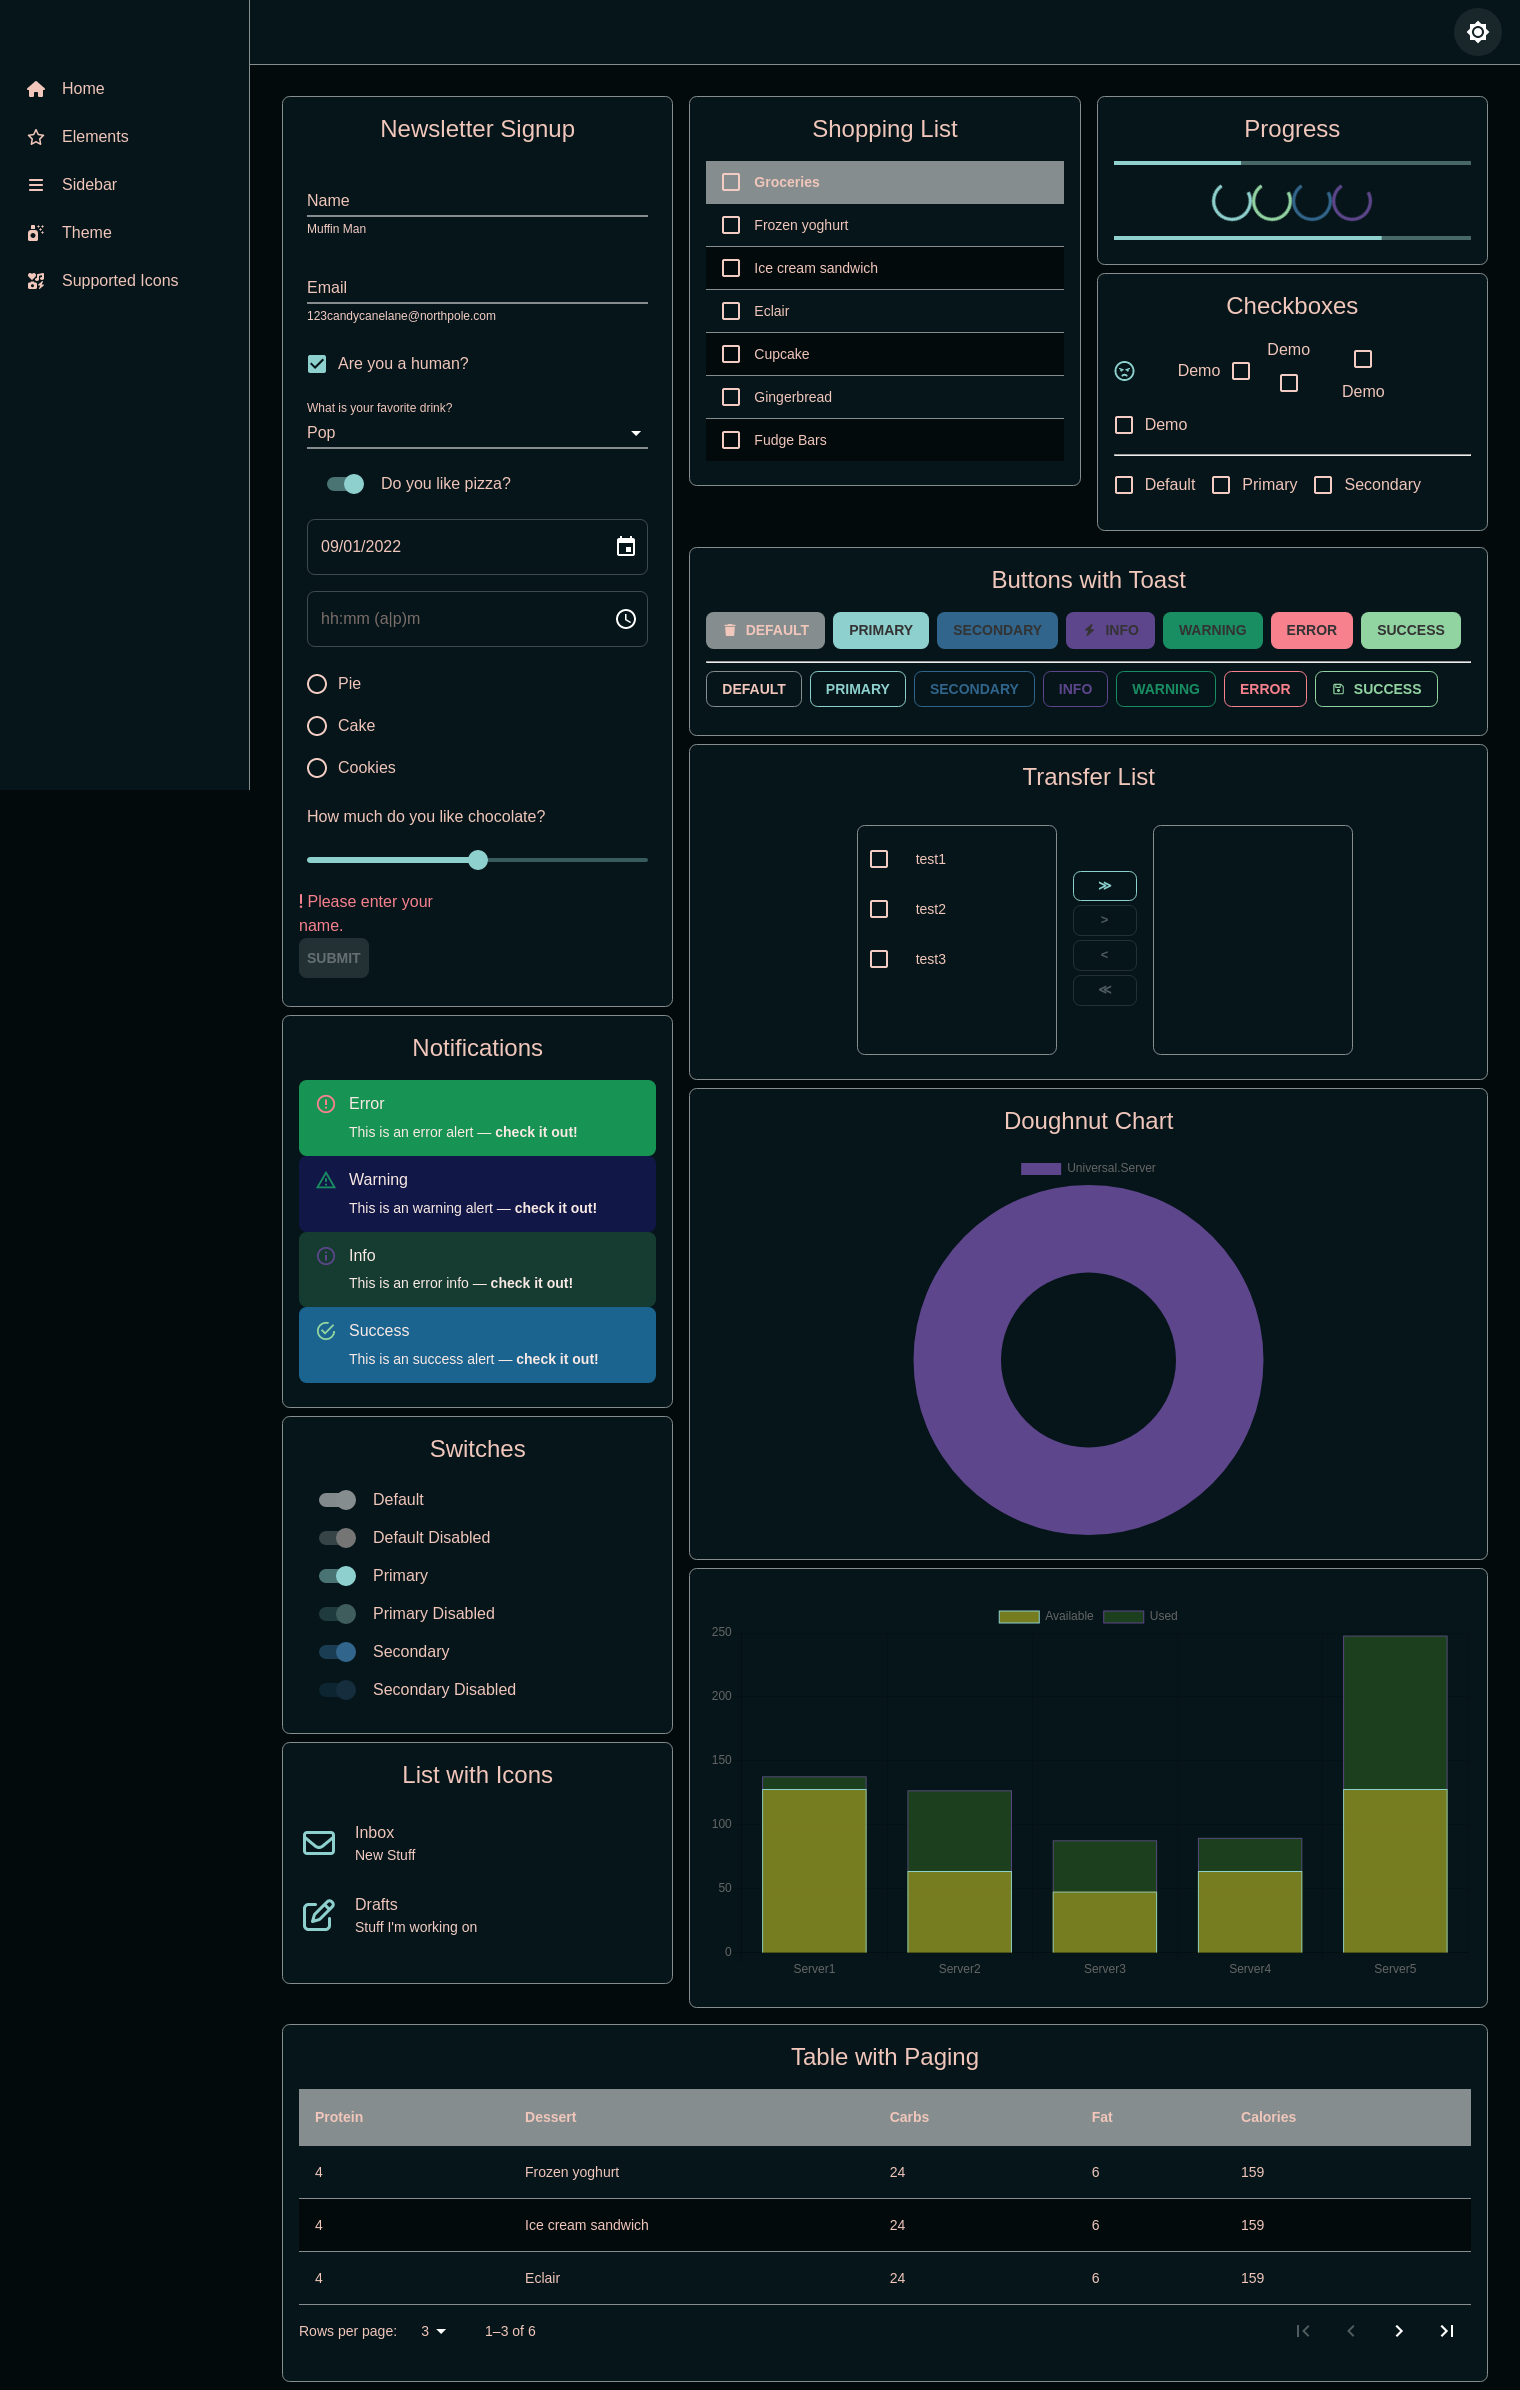 Home
Elements
Sidebar
Theme
Supported Icons
Newsletter Signup
Name
Muffin Man
Email
123candycanelane@northpole.com
Are you a human?
What is your favorite drink?
Pop
Do you like pizza?
09/01/2022
hh:mm (a|p)m
Pie
Cake
Cookies
How much do you like chocolate?
! Please enter your
name.
SUBMIT
Notifications
Error
This is an error alert — check it out!
Warning
This is an warning alert — check it out!
Info
This is an error info — check it out!
Success
This is an success alert — check it out!
Switches
Default
Default Disabled
Primary
Primary Disabled
Secondary
Secondary Disabled
List with Icons
Inbox
New Stuff
Drafts
Stuff I'm working on
Shopping List
Groceries
Frozen yoghurt
Ice cream sandwich
Eclair
Cupcake
Gingerbread
Fudge Bars
Progress
Checkboxes
Demo
Demo
Demo
Demo
Default Primary Secondary
Buttons with Toast
DEFAULT PRIMARY SECONDARY INFO WARNING ERROR SUCCESS
DEFAULT PRIMARY SECONDARY INFO WARNING ERROR SUCCESS
Transfer List
test1
test2
test3
≫
>
<
≪
Doughnut Chart
Universal.Server
Available Used
250
200
150
100
50
0
Server1 Server2 Server3 Server4 Server5
Table with Paging
Protein Dessert Carbs Fat Calories
4 Frozen yoghurt 24 6 159
4 Ice cream sandwich 24 6 159
4 Eclair 24 6 159
Rows per page: 3 1–3 of 6